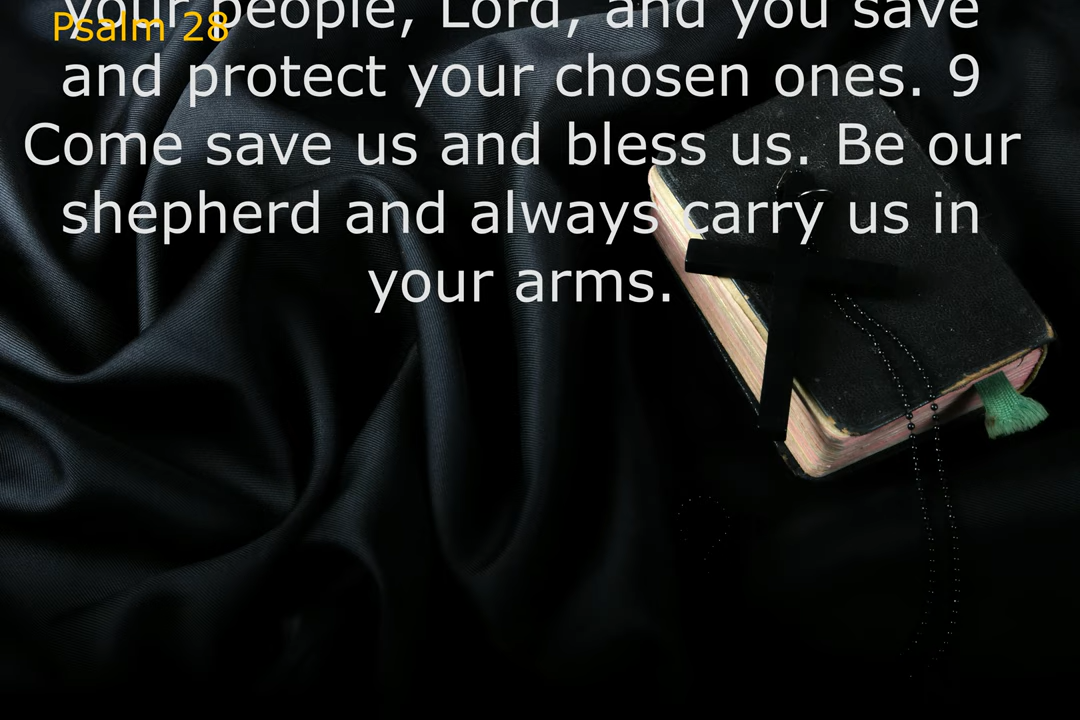 Psalm 28
your people, Lord, and you save
and protect your chosen ones. 9
Come save us and bless us. Be our
shepherd and always carry us in
your arms.